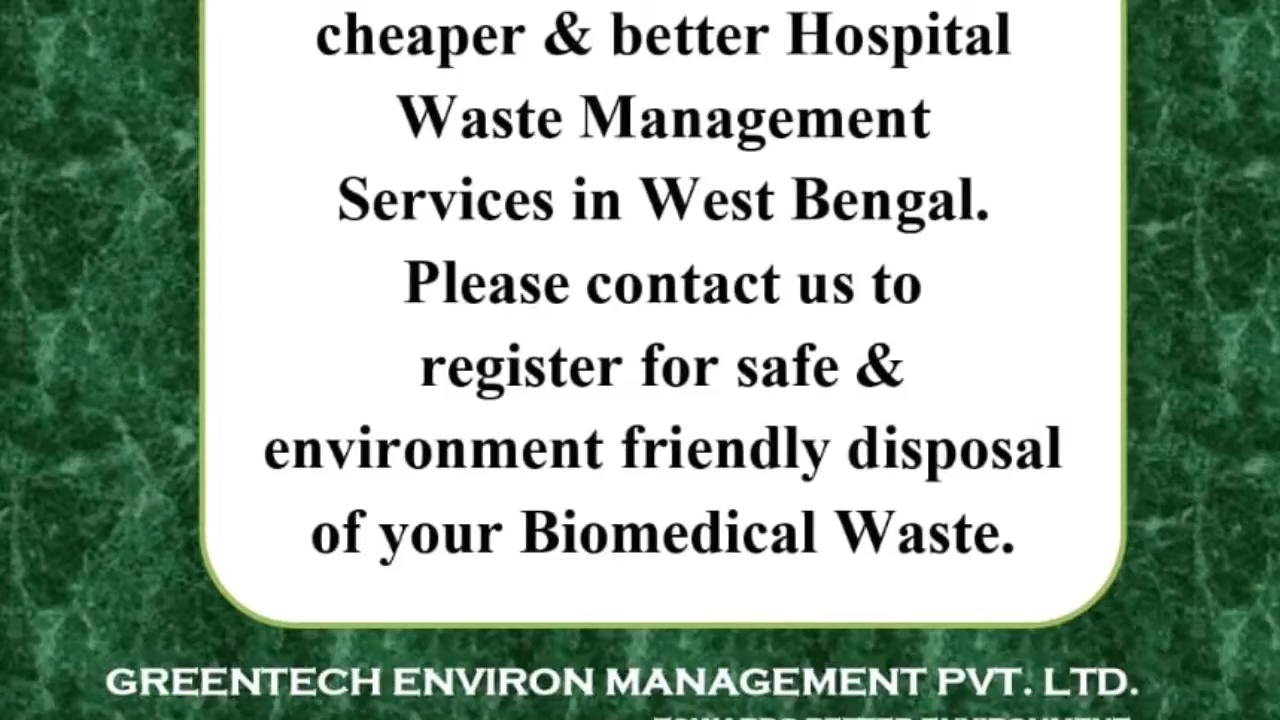 cheaper & better Hospital
Waste Management
Services in West Bengal.
Please contact us to
register for safe &
environment friendly disposal
of your Biomedical Waste.
GREENTECH ENVIRON MANAGEMENT PVT. LTD.